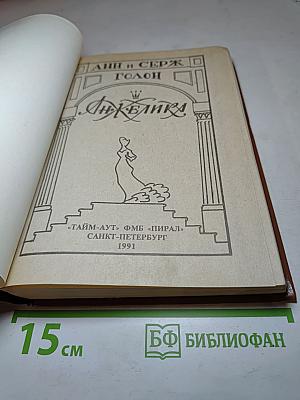 АНН и СЕРЖ
ГОЛОН
АНЖЕЛИКА
«ТАЙМ-АУТ» ФМБ «ПИРАЛ»
САНКТ-ПЕТЕРБУРГ
1991
15 см
БФ БИБЛИОФАН